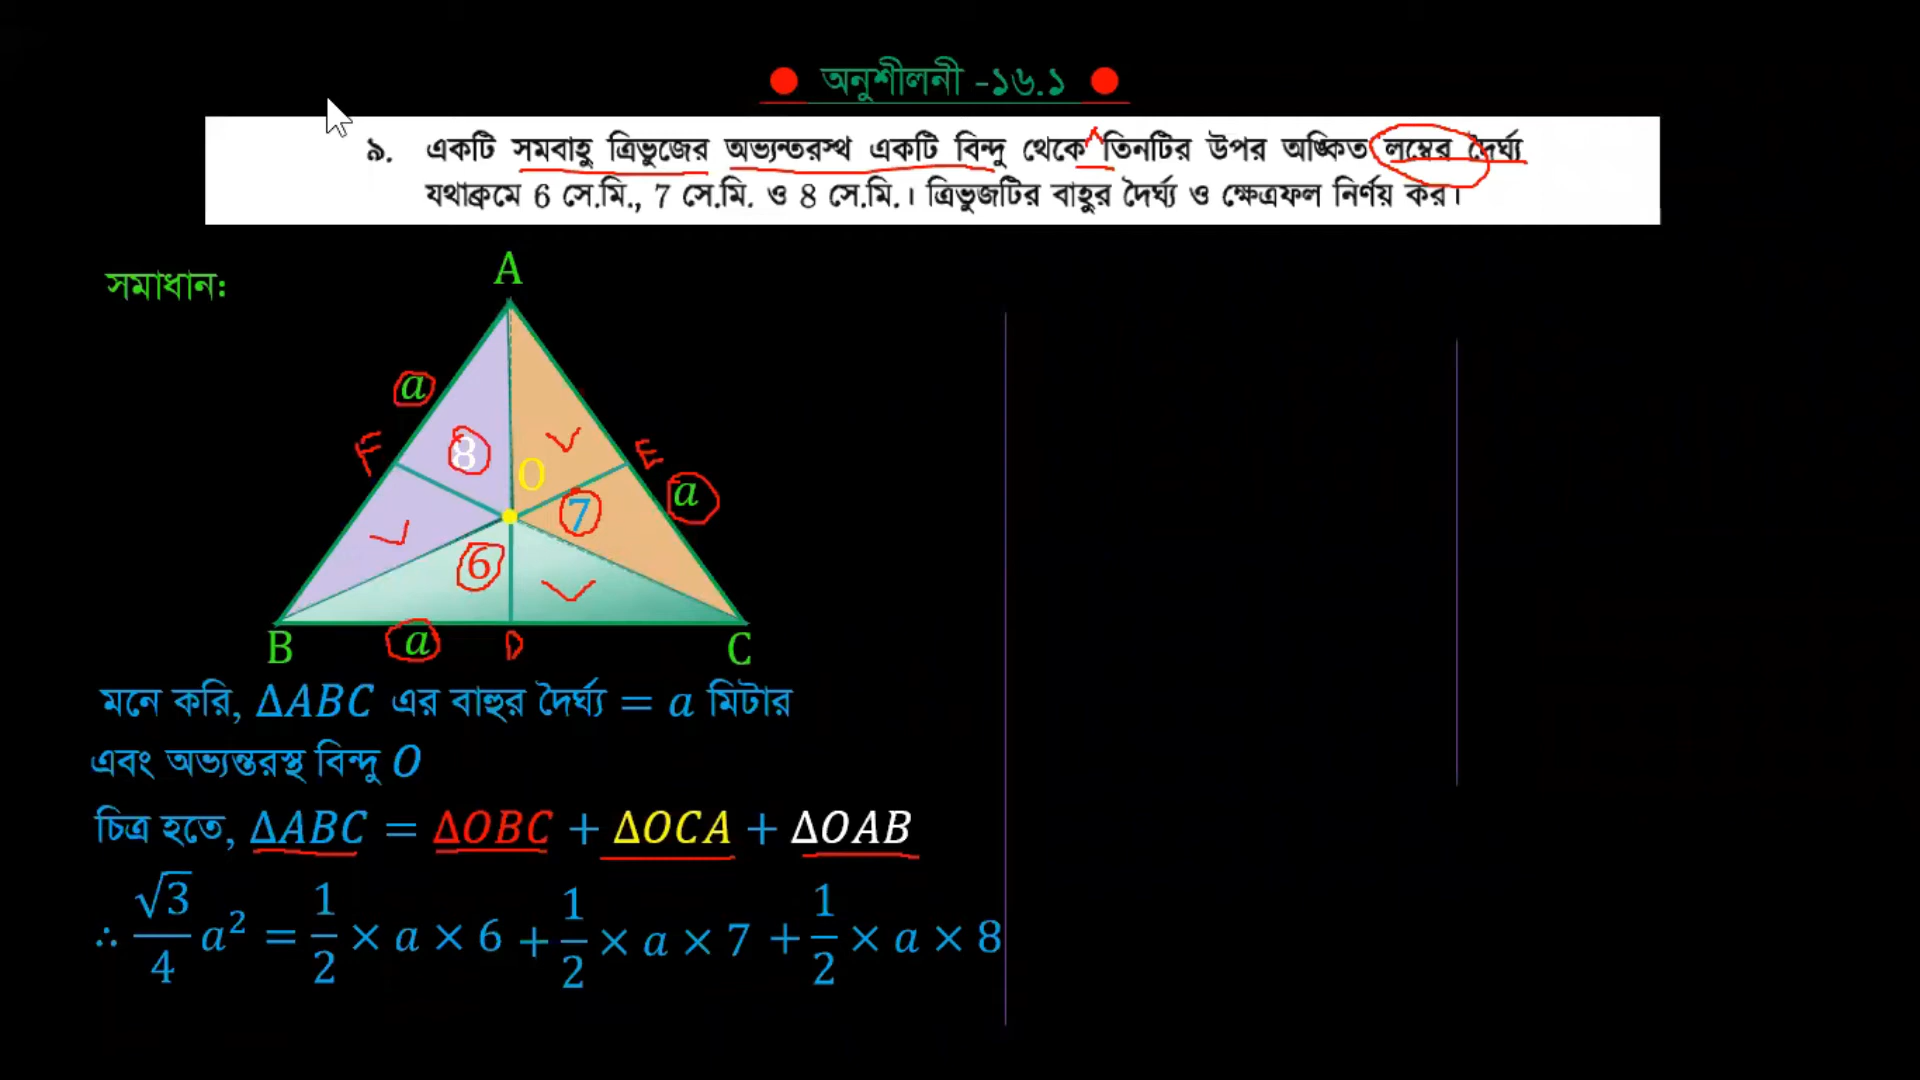 অনুশীলনী -১৬.১
৯. একটি সমবাহু ত্রিভুজের অভ্যন্তরস্থ একটি বিন্দু থেকে তিনটির উপর অঙ্কিত লম্বের দৈর্ঘ্য
যথাক্রমে 6 সে.মি., 7 সে.মি. ও 8 সে.মি.। ত্রিভুজটির বাহুর দৈর্ঘ্য ও ক্ষেত্রফল নির্ণয় কর।
সমাধান:
A
a
F 8 O E
a
7
6
B a D C
মনে করি, ΔABC এর বাহুর দৈর্ঘ্য = a মিটার
এবং অভ্যন্তরস্থ বিন্দু O
চিত্র হতে, ΔABC = ΔOBC + ΔOCA + ΔOAB
∴ √3/4 a² = 1/2 × a × 6 + 1/2 × a × 7 + 1/2 × a × 8